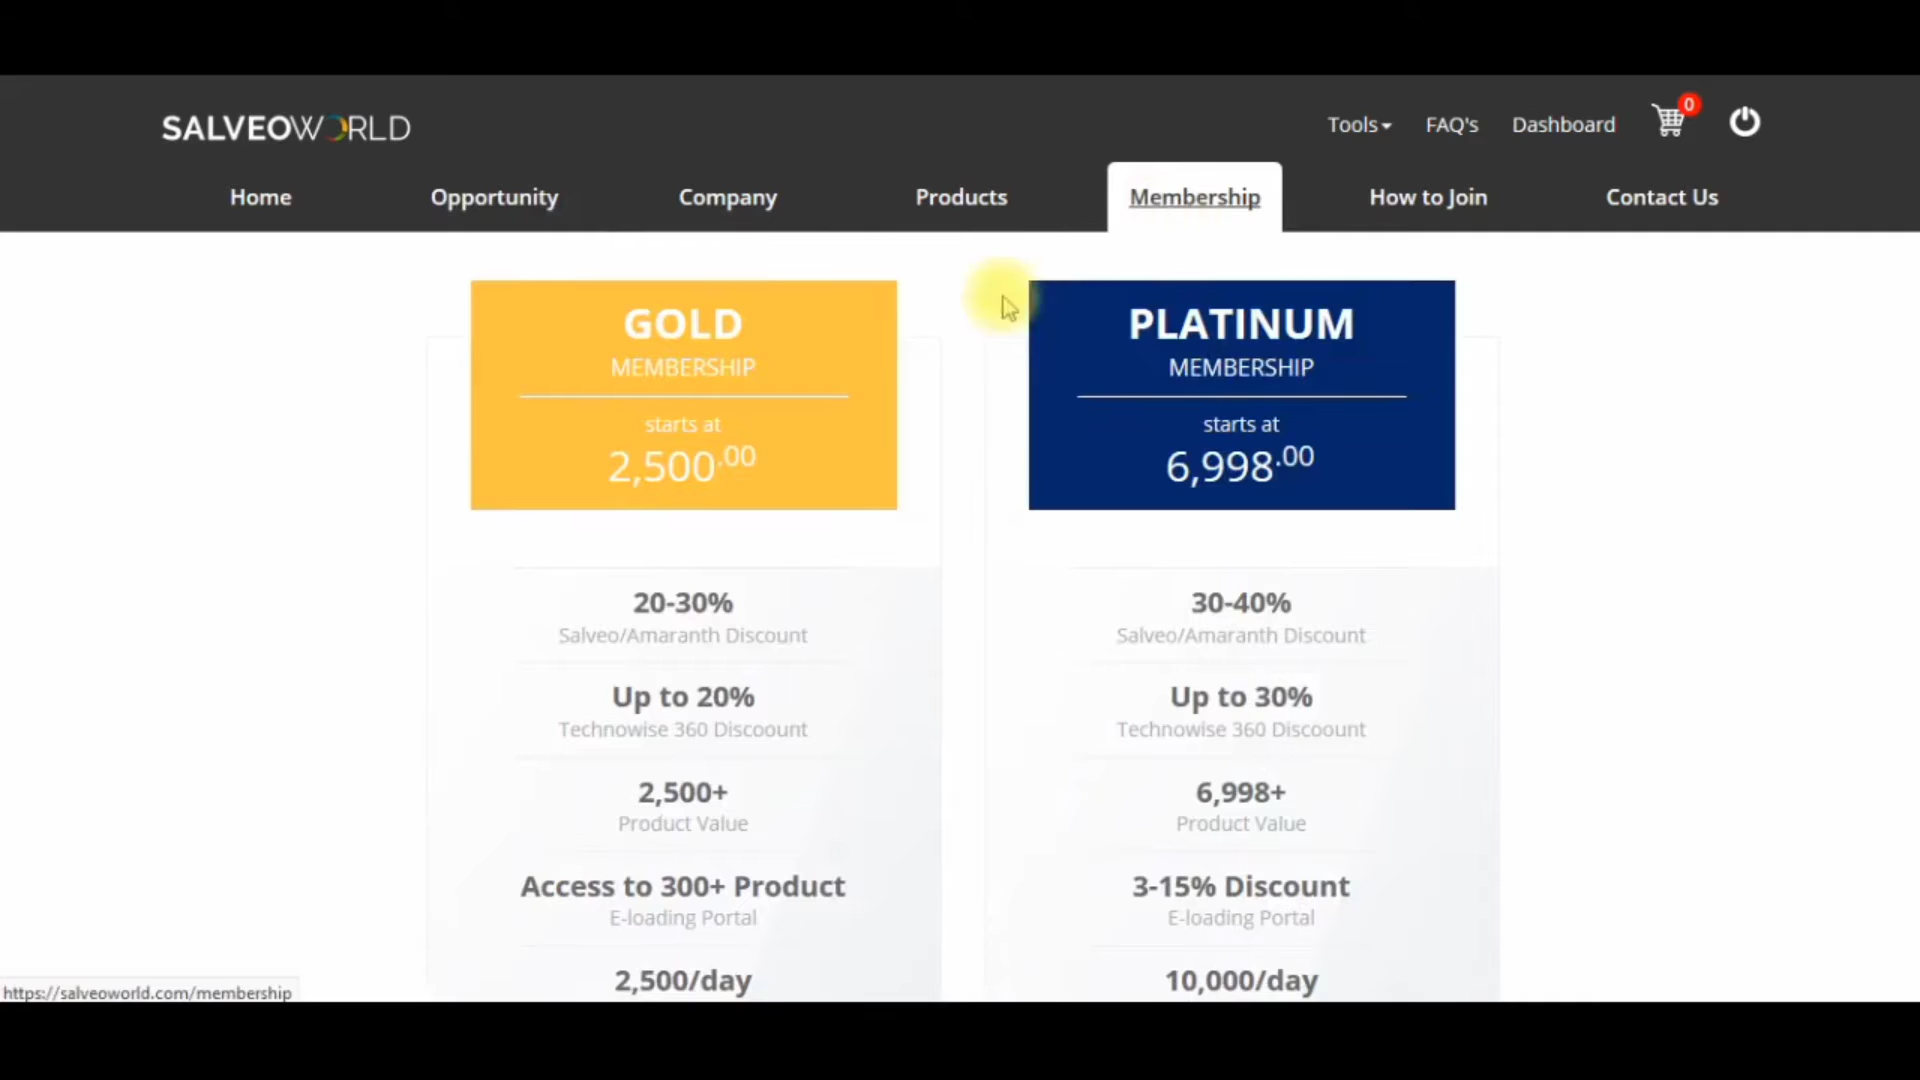 SALVEOWORLD
Tools
FAQ's
Dashboard
0
Home
Opportunity
Company
Products
Membership
How to Join
Contact Us
GOLD
MEMBERSHIP
starts at
2,500.00
20-30%
Salveo/Amaranth Discount
Up to 20%
Technowise 360 Discoount
2,500+
Product Value
Access to 300+ Product
E-loading Portal
2,500/day
PLATINUM
MEMBERSHIP
starts at
6,998.00
30-40%
Salveo/Amaranth Discount
Up to 30%
Technowise 360 Discoount
6,998+
Product Value
3-15% Discount
E-loading Portal
10,000/day
https://salveoworld.com/membership